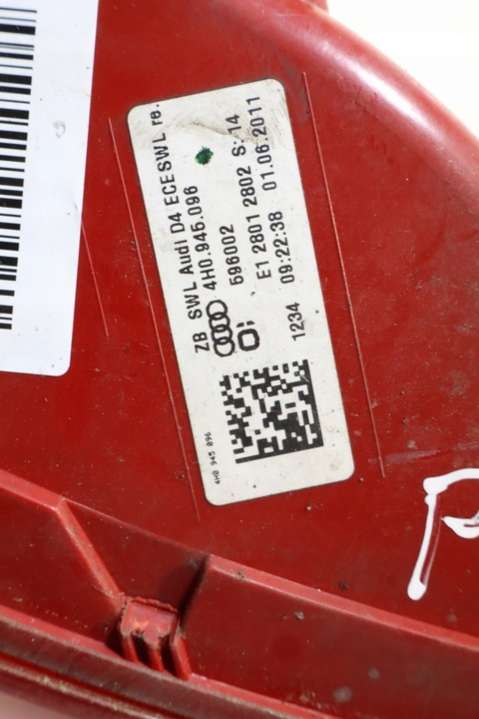 ZB SWL Audi D4 ECE SWL re.
4H0.945.096
596002
E1 2801 2802 S: 14
1234 09:22:38 01.06.2011
4H0 945 096
P